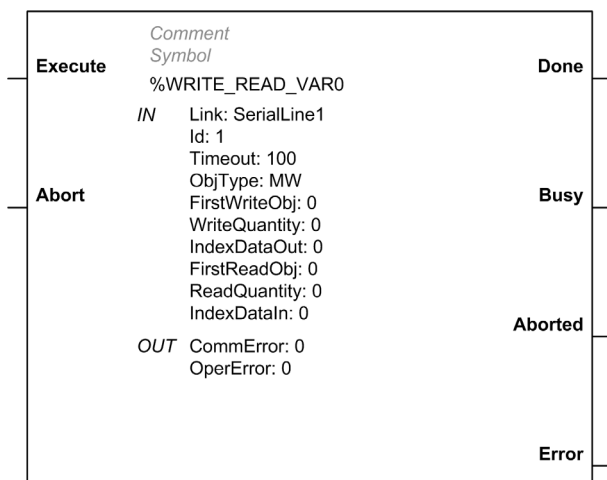 Comment
Symbol
Execute
Done
%WRITE_READ_VAR0
IN Link: SerialLine1
Id: 1
Timeout: 100
ObjType: MW
Abort
Busy
FirstWriteObj: 0
WriteQuantity: 0
IndexDataOut: 0
FirstReadObj: 0
ReadQuantity: 0
IndexDataIn: 0
Aborted
OUT CommError: 0
OperError: 0
Error